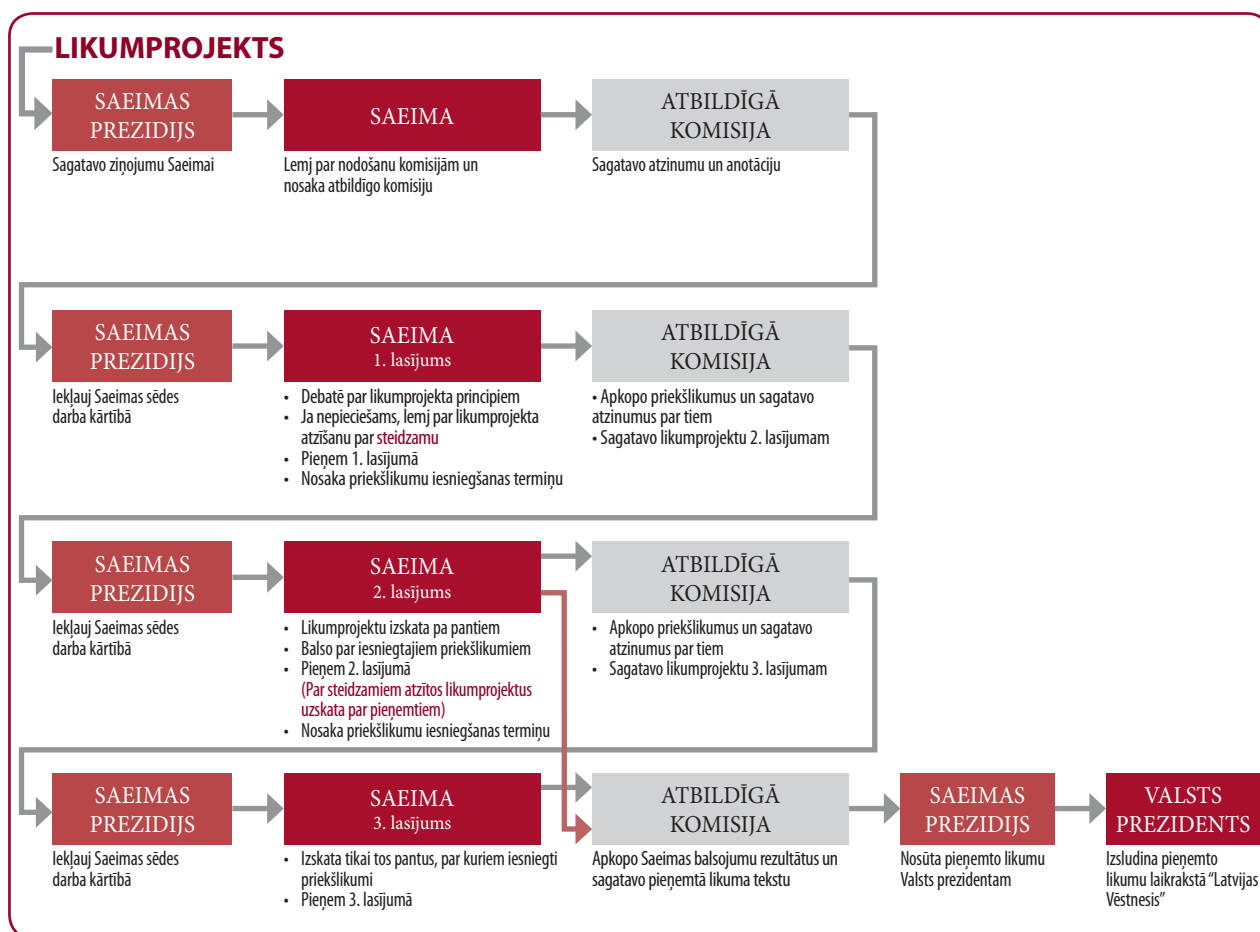 LIKUMPROJEKTS
SAEIMAS
PREZIDIJS
Sagatavo ziņojumu Saeimai
SAEIMA
Lemj par nodošanu komisijām un
nosaka atbildīgo komisiju
ATBILDĪGĀ
KOMISIJA
Sagatavo atzinumu un anotāciju
SAEIMAS
PREZIDIJS
Iekļauj Saeimas sēdes
darba kārtībā
SAEIMA
1. lasījums
• Debatē par likumprojekta principiem
• Ja nepieciešams, lemj par likumprojekta
atzīšanu par steidzamu
• Pieņem 1. lasījumā
• Nosaka priekšlikumu iesniegšanas termiņu
ATBILDĪGĀ
KOMISIJA
• Apkopo priekšlikumus un sagatavo
atzinumus par tiem
• Sagatavo likumprojektu 2. lasījumam
SAEIMAS
PREZIDIJS
Iekļauj Saeimas sēdes
darba kārtībā
SAEIMA
2. lasījums
• Likumprojektu izskata pa pantiem
• Balso par iesniegtajiem priekšlikumiem
• Pieņem 2. lasījumā
(Par steidzamiem atzītos likumprojektus
uzskata par pieņemtiem)
• Nosaka priekšlikumu iesniegšanas termiņu
ATBILDĪGĀ
KOMISIJA
• Apkopo priekšlikumus un sagatavo
atzinumus par tiem
• Sagatavo likumprojektu 3. lasījumam
SAEIMAS
PREZIDIJS
Iekļauj Saeimas sēdes
darba kārtībā
SAEIMA
3. lasījums
• Izskata tikai tos pantus, par kuriem iesniegti
priekšlikumi
• Pieņem 3. lasījumā
ATBILDĪGĀ
KOMISIJA
Apkopo Saeimas balsojumu rezultātus un
sagatavo pieņemtā likuma tekstu
SAEIMAS
PREZIDIJS
Nosūta pieņemto likumu
Valsts prezidentam
VALSTS
PREZIDENTS
Izsludina pieņemto
likumu laikrakstā “Latvijas
Vēstnesis”